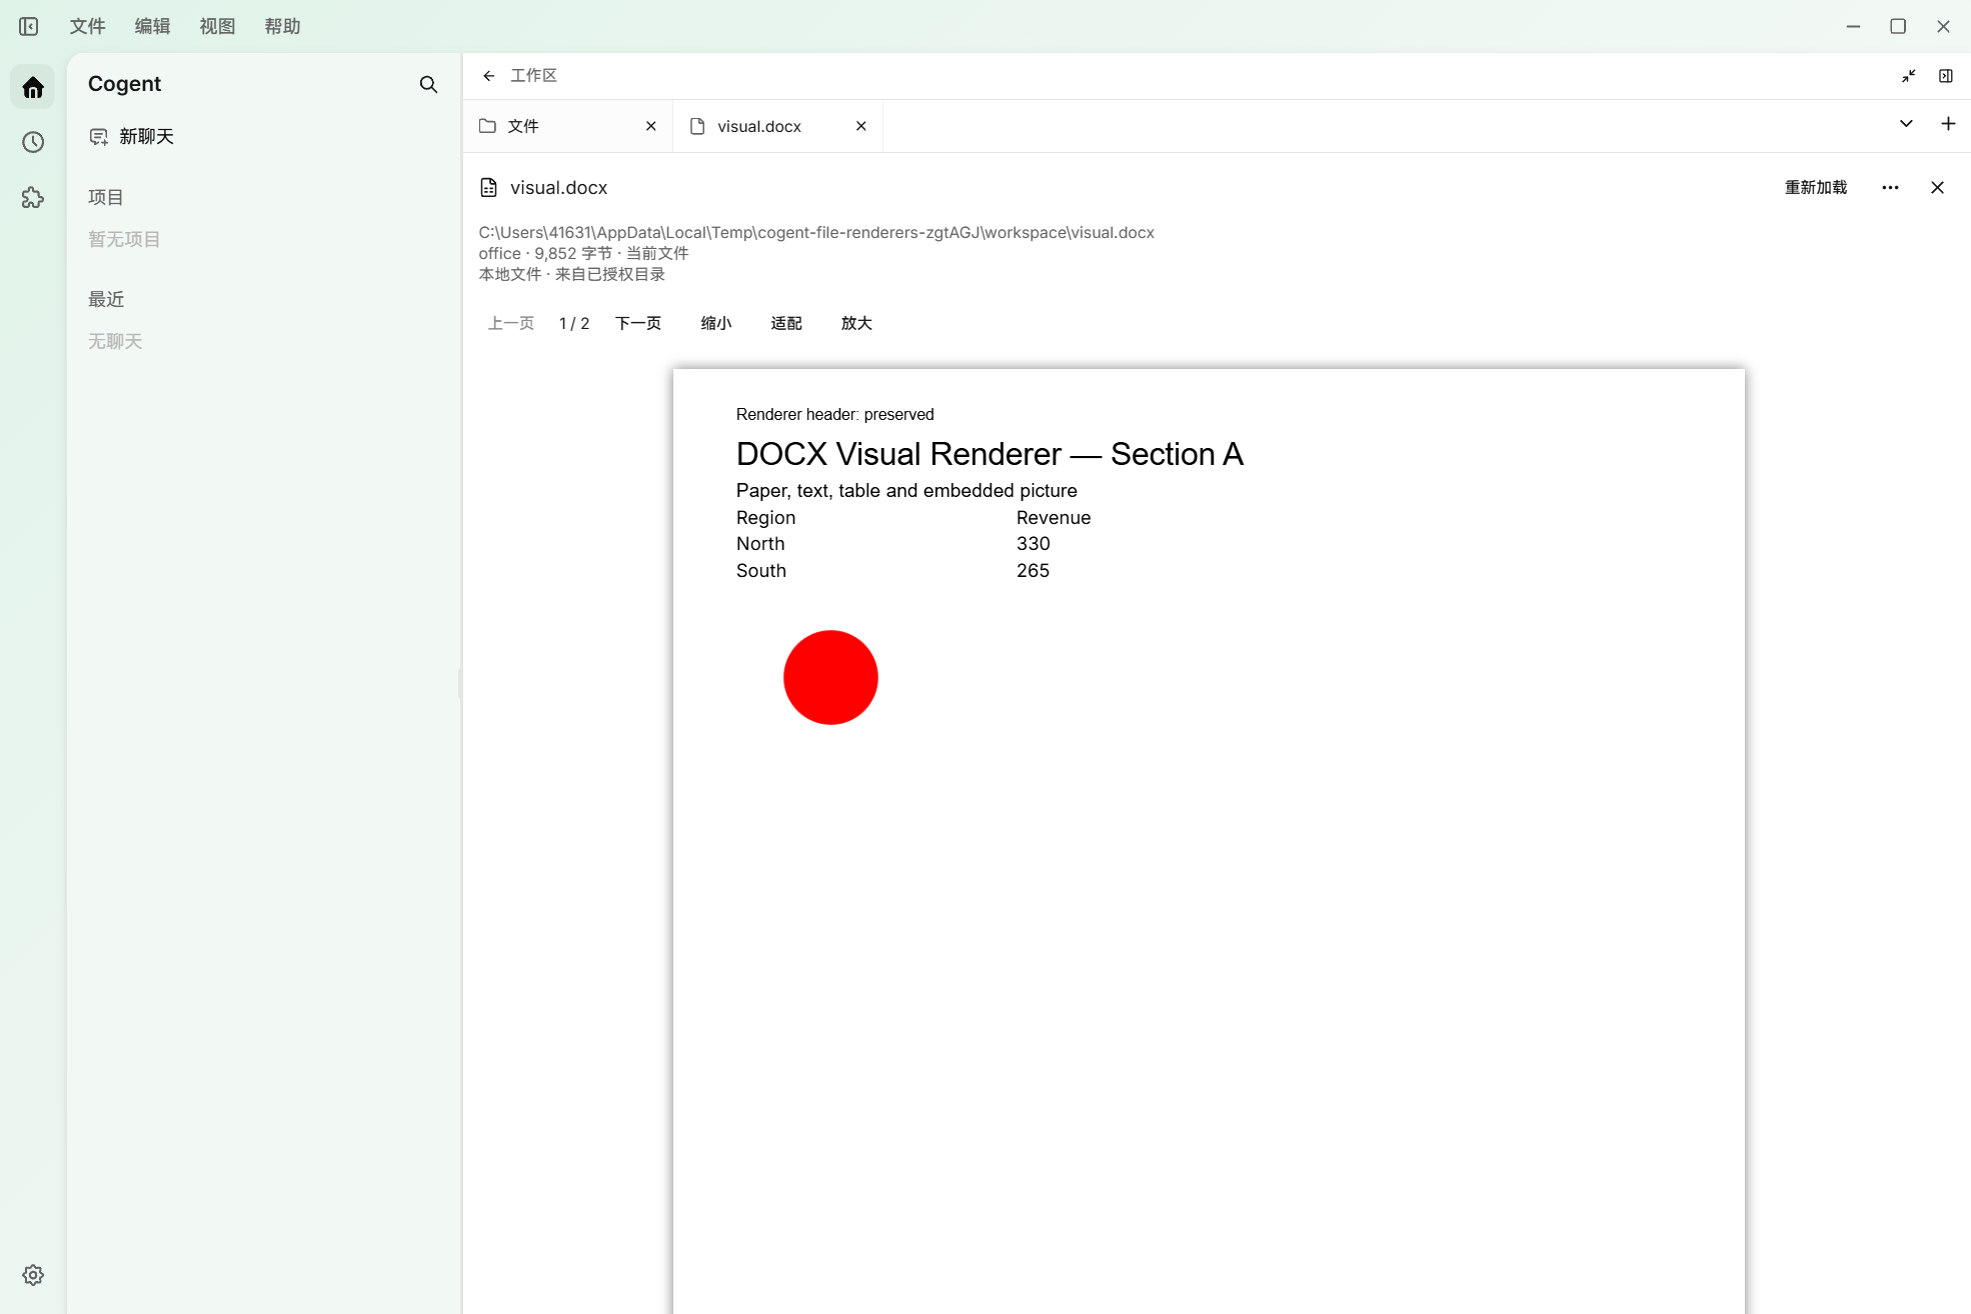 文件 编辑 视图 帮助
Cogent
新聊天
项目
暂无项目
最近
无聊天
工作区
文件
visual.docx
visual.docx
重新加载
C:\Users\41631\AppData\Local\Temp\cogent-file-renderers-zgtAGJ\workspace\visual.docx
office · 9,852 字节 · 当前文件
本地文件 · 来自已授权目录
上一页 1 / 2 下一页 缩小 适配 放大
Renderer header: preserved
DOCX Visual Renderer — Section A
Paper, text, table and embedded picture
Region Revenue
North 330
South 265